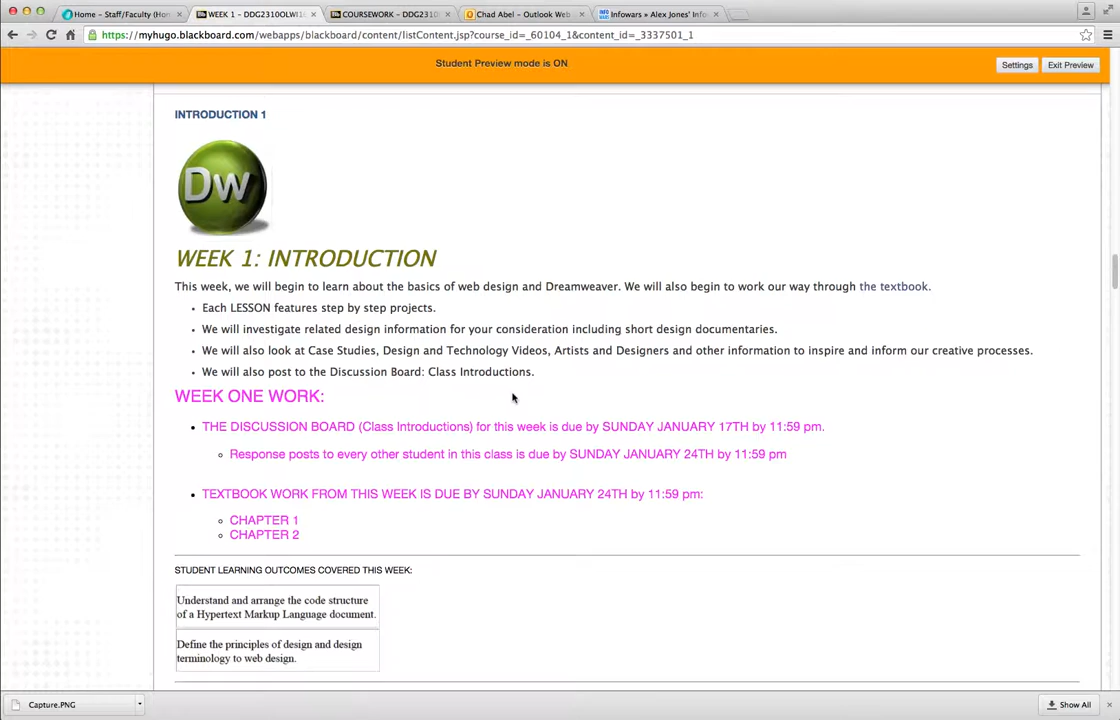 Home - Staff/Faculty (Hom
WEEK 1 - DDG2310OLWI16
COURSEWORK - DDG2310
Chad Abel - Outlook Web
Infowars » Alex Jones' Info
https://myhugo.blackboard.com/webapps/blackboard/content/listContent.jsp?course_id=_60104_1&content_id=_3337501_1
Student Preview mode is ON
Settings
Exit Preview
INTRODUCTION 1
Dw
WEEK 1: INTRODUCTION
This week, we will begin to learn about the basics of web design and Dreamweaver. We will also begin to work our way through the textbook.
• Each LESSON features step by step projects.
• We will investigate related design information for your consideration including short design documentaries.
• We will also look at Case Studies, Design and Technology Videos, Artists and Designers and other information to inspire and inform our creative processes.
• We will also post to the Discussion Board: Class Introductions.
WEEK ONE WORK:
• THE DISCUSSION BOARD (Class Introductions) for this week is due by SUNDAY JANUARY 17TH by 11:59 pm.
◦ Response posts to every other student in this class is due by SUNDAY JANUARY 24TH by 11:59 pm
• TEXTBOOK WORK FROM THIS WEEK IS DUE BY SUNDAY JANUARY 24TH by 11:59 pm:
◦ CHAPTER 1
◦ CHAPTER 2
STUDENT LEARNING OUTCOMES COVERED THIS WEEK:
Understand and arrange the code structure
of a Hypertext Markup Language document.
Define the principles of design and design
terminology to web design.
Capture.PNG
Show All